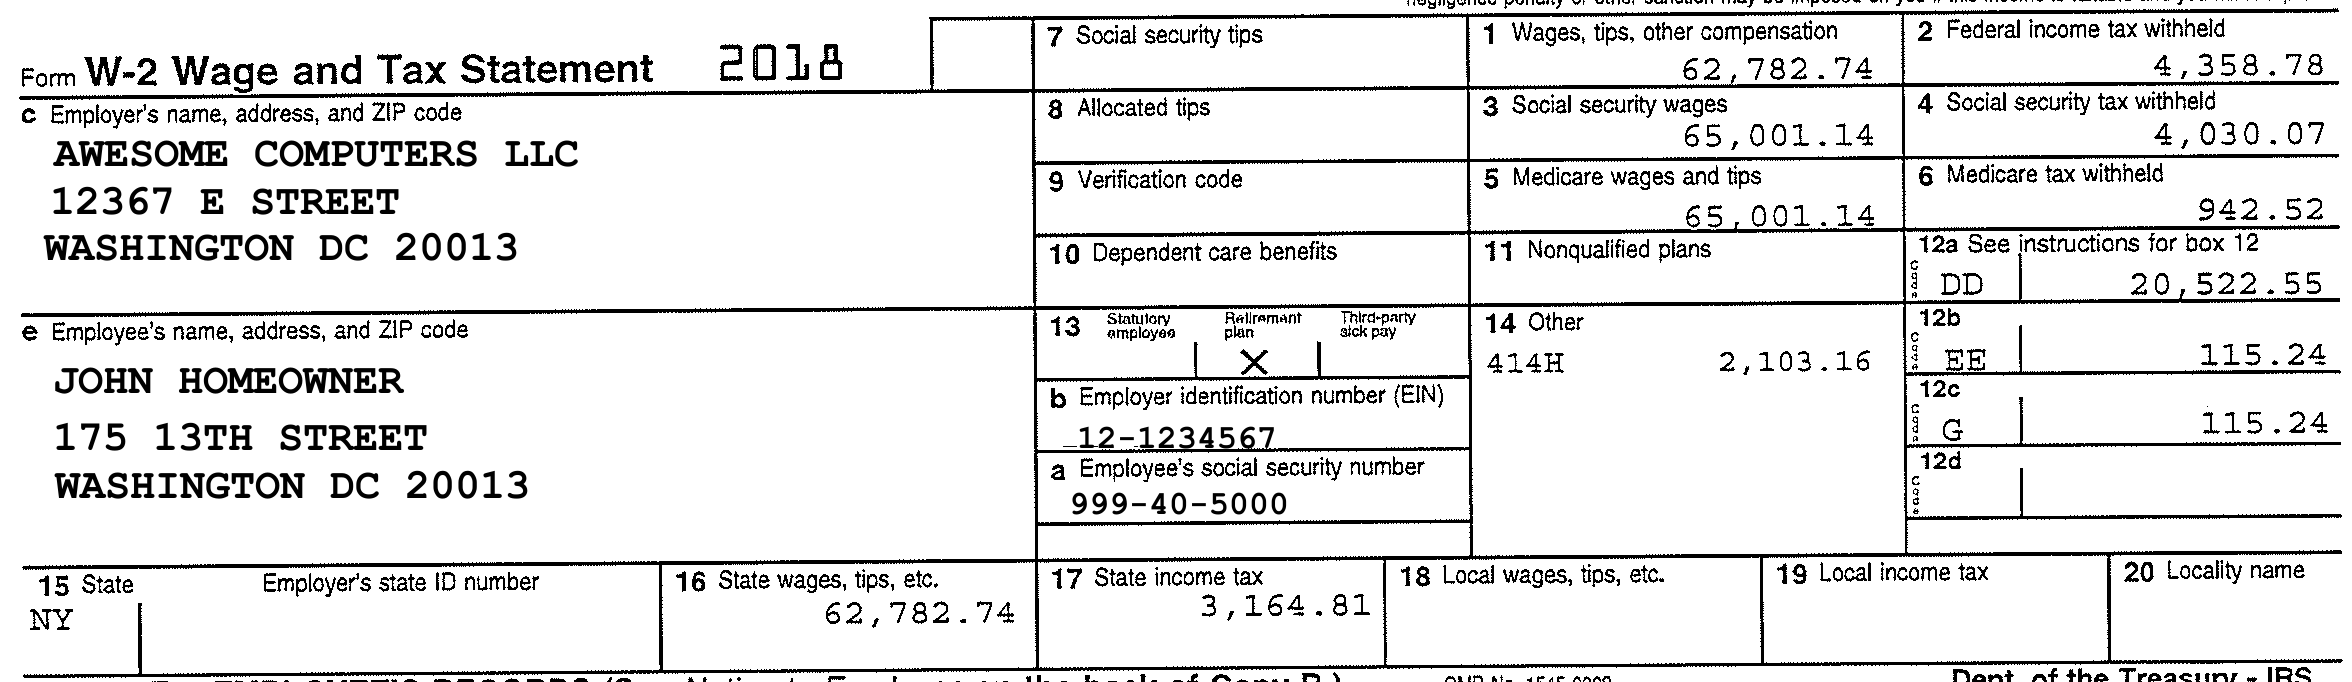 Form W-2 Wage and Tax Statement 2018
c Employer's name, address, and ZIP code
AWESOME COMPUTERS LLC
12367 E STREET
WASHINGTON DC 20013
e Employee's name, address, and ZIP code
JOHN HOMEOWNER
175 13TH STREET
WASHINGTON DC 20013
7 Social security tips
1 Wages, tips, other compensation
62,782.74
2 Federal income tax withheld
4,358.78
8 Allocated tips
3 Social security wages
65,001.14
4 Social security tax withheld
4,030.07
9 Verification code
5 Medicare wages and tips
65,001.14
6 Medicare tax withheld
942.52
10 Dependent care benefits
11 Nonqualified plans
12a See instructions for box 12
Code DD 20,522.55
13 Statutory employee Retirement plan Third-party sick pay
X
14 Other
414H 2,103.16
12b
Code EE 115.24
b Employer identification number (EIN)
12-1234567
12c
Code G 115.24
a Employee's social security number
999-40-5000
12d
Code
15 State Employer's state ID number
NY
16 State wages, tips, etc.
62,782.74
17 State income tax
3,164.81
18 Local wages, tips, etc.
19 Local income tax
20 Locality name
Dept. of the Treasury - IRS